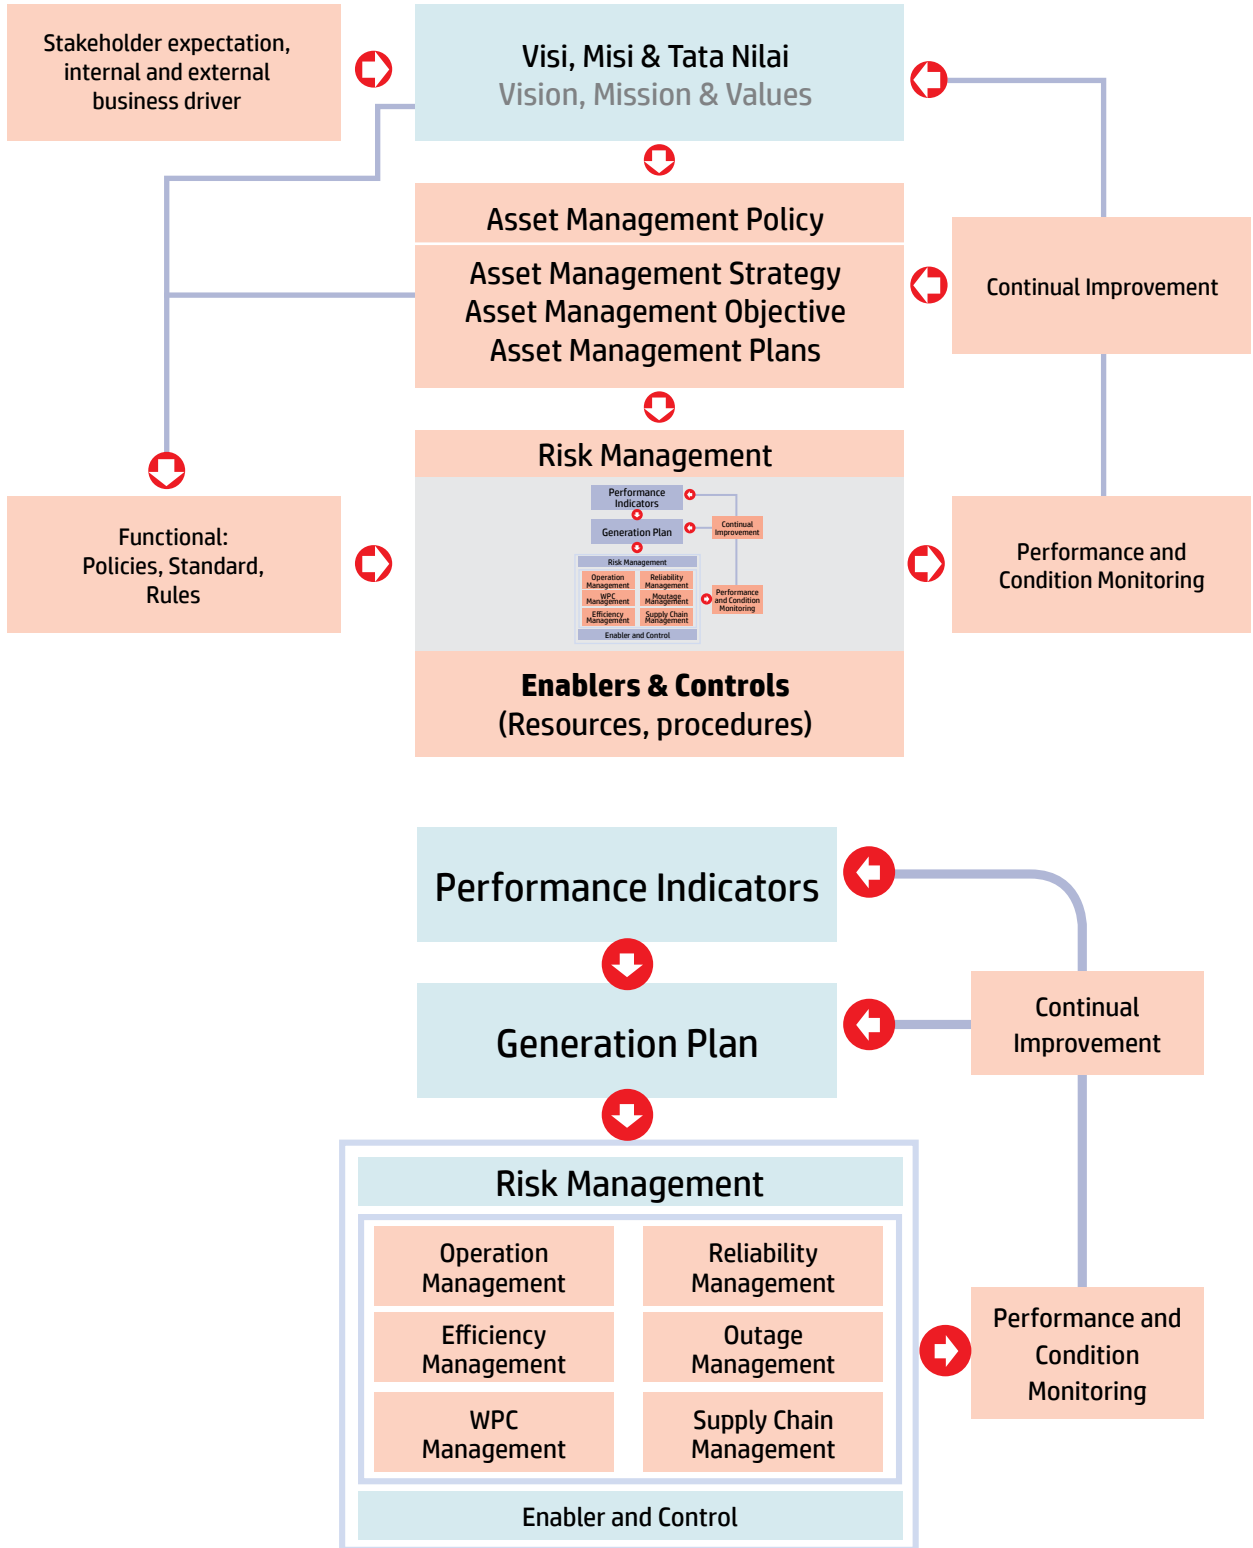 Stakeholder expectation,
internal and external
business driver
Visi, Misi & Tata Nilai
Vision, Mission & Values
Asset Management Policy
Asset Management Strategy
Asset Management Objective
Asset Management Plans
Continual Improvement
Risk Management
Performance
Indicators
Generation Plan
Continual
Improvement
Risk Management
Operation
Management
Reliability
Management
WPC
Management
Moutage
Management
Efficiency
Management
Supply Chain
Management
Enabler and Control
Performance
and Condition
Monitoring
Functional:
Policies, Standard,
Rules
Performance and
Condition Monitoring
Enablers & Controls
(Resources, procedures)
Performance Indicators
Generation Plan
Continual
Improvement
Risk Management
Operation
Management
Reliability
Management
Efficiency
Management
Outage
Management
WPC
Management
Supply Chain
Management
Enabler and Control
Performance and
Condition
Monitoring